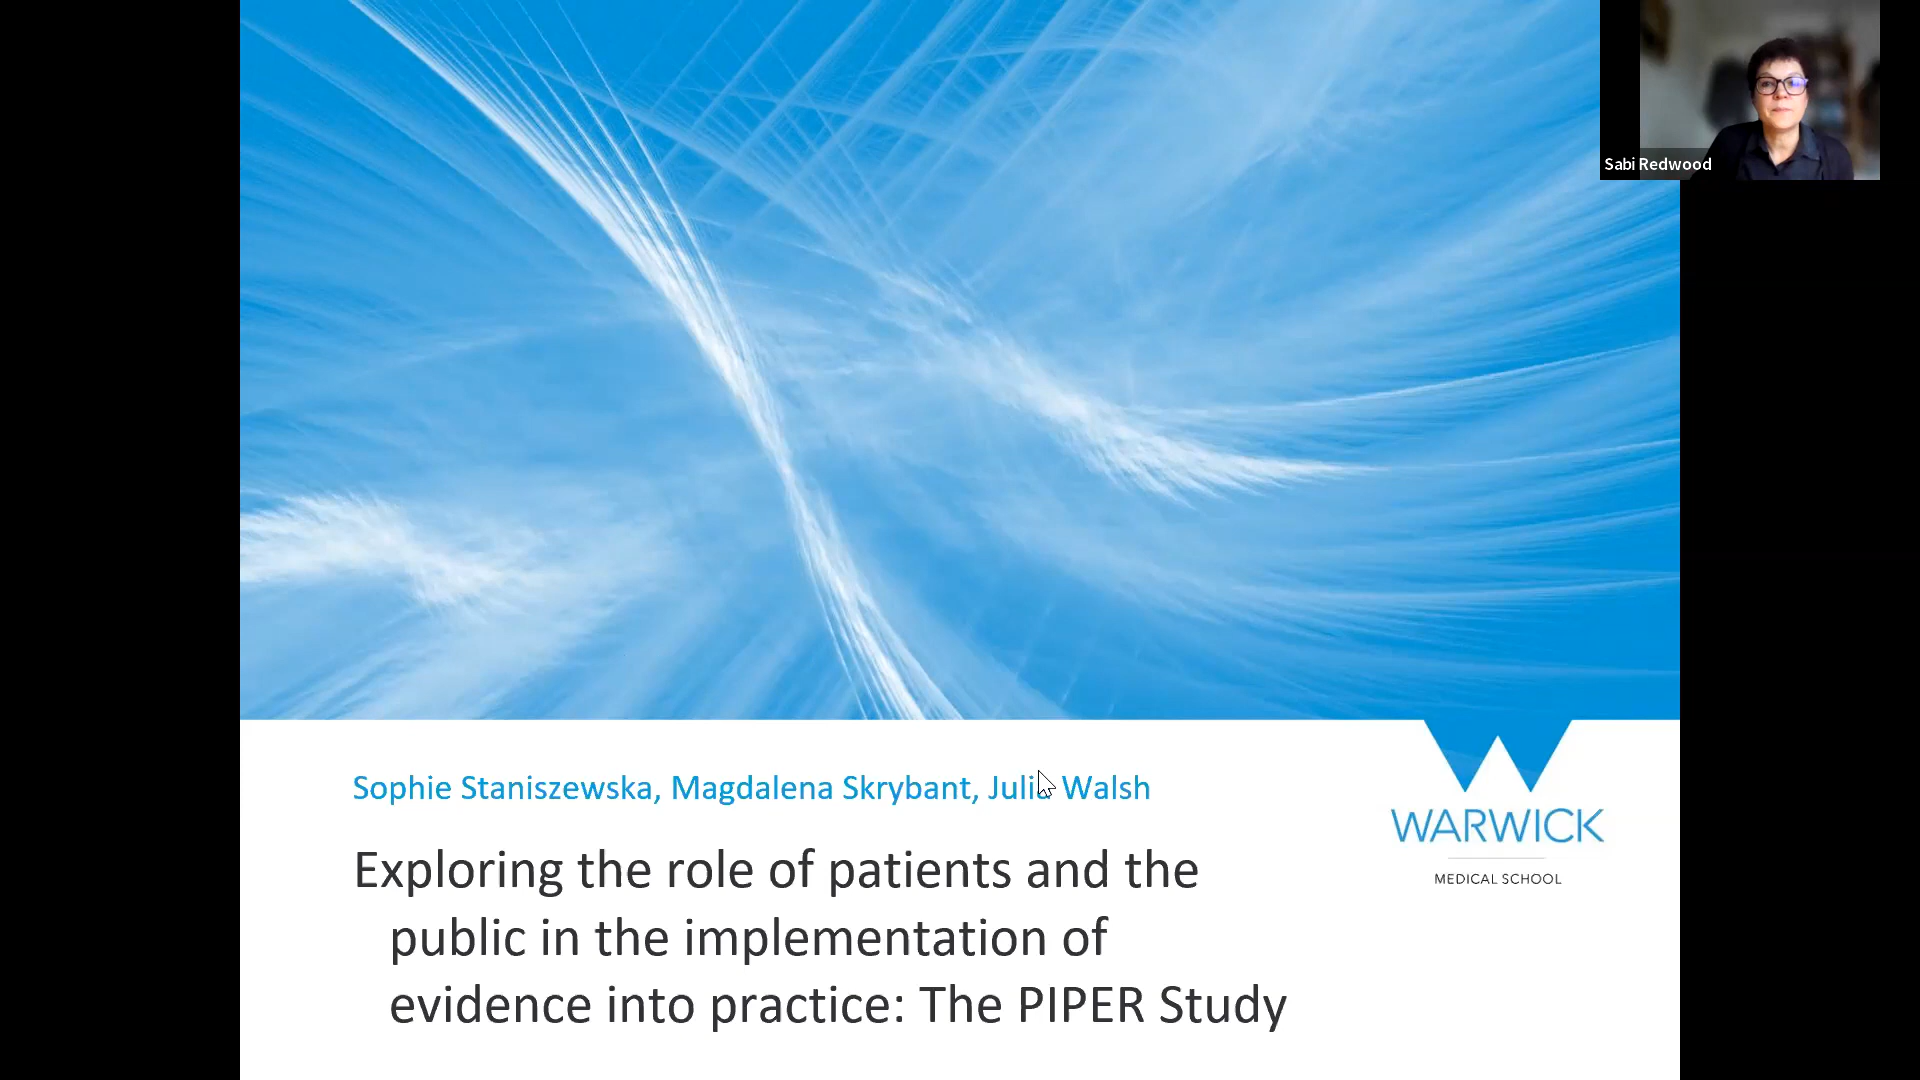 Sabi Redwood
Sophie Staniszewska, Magdalena Skrybant, Julia Walsh
Exploring the role of patients and the
public in the implementation of
evidence into practice: The PIPER Study
WARWICK
MEDICAL SCHOOL